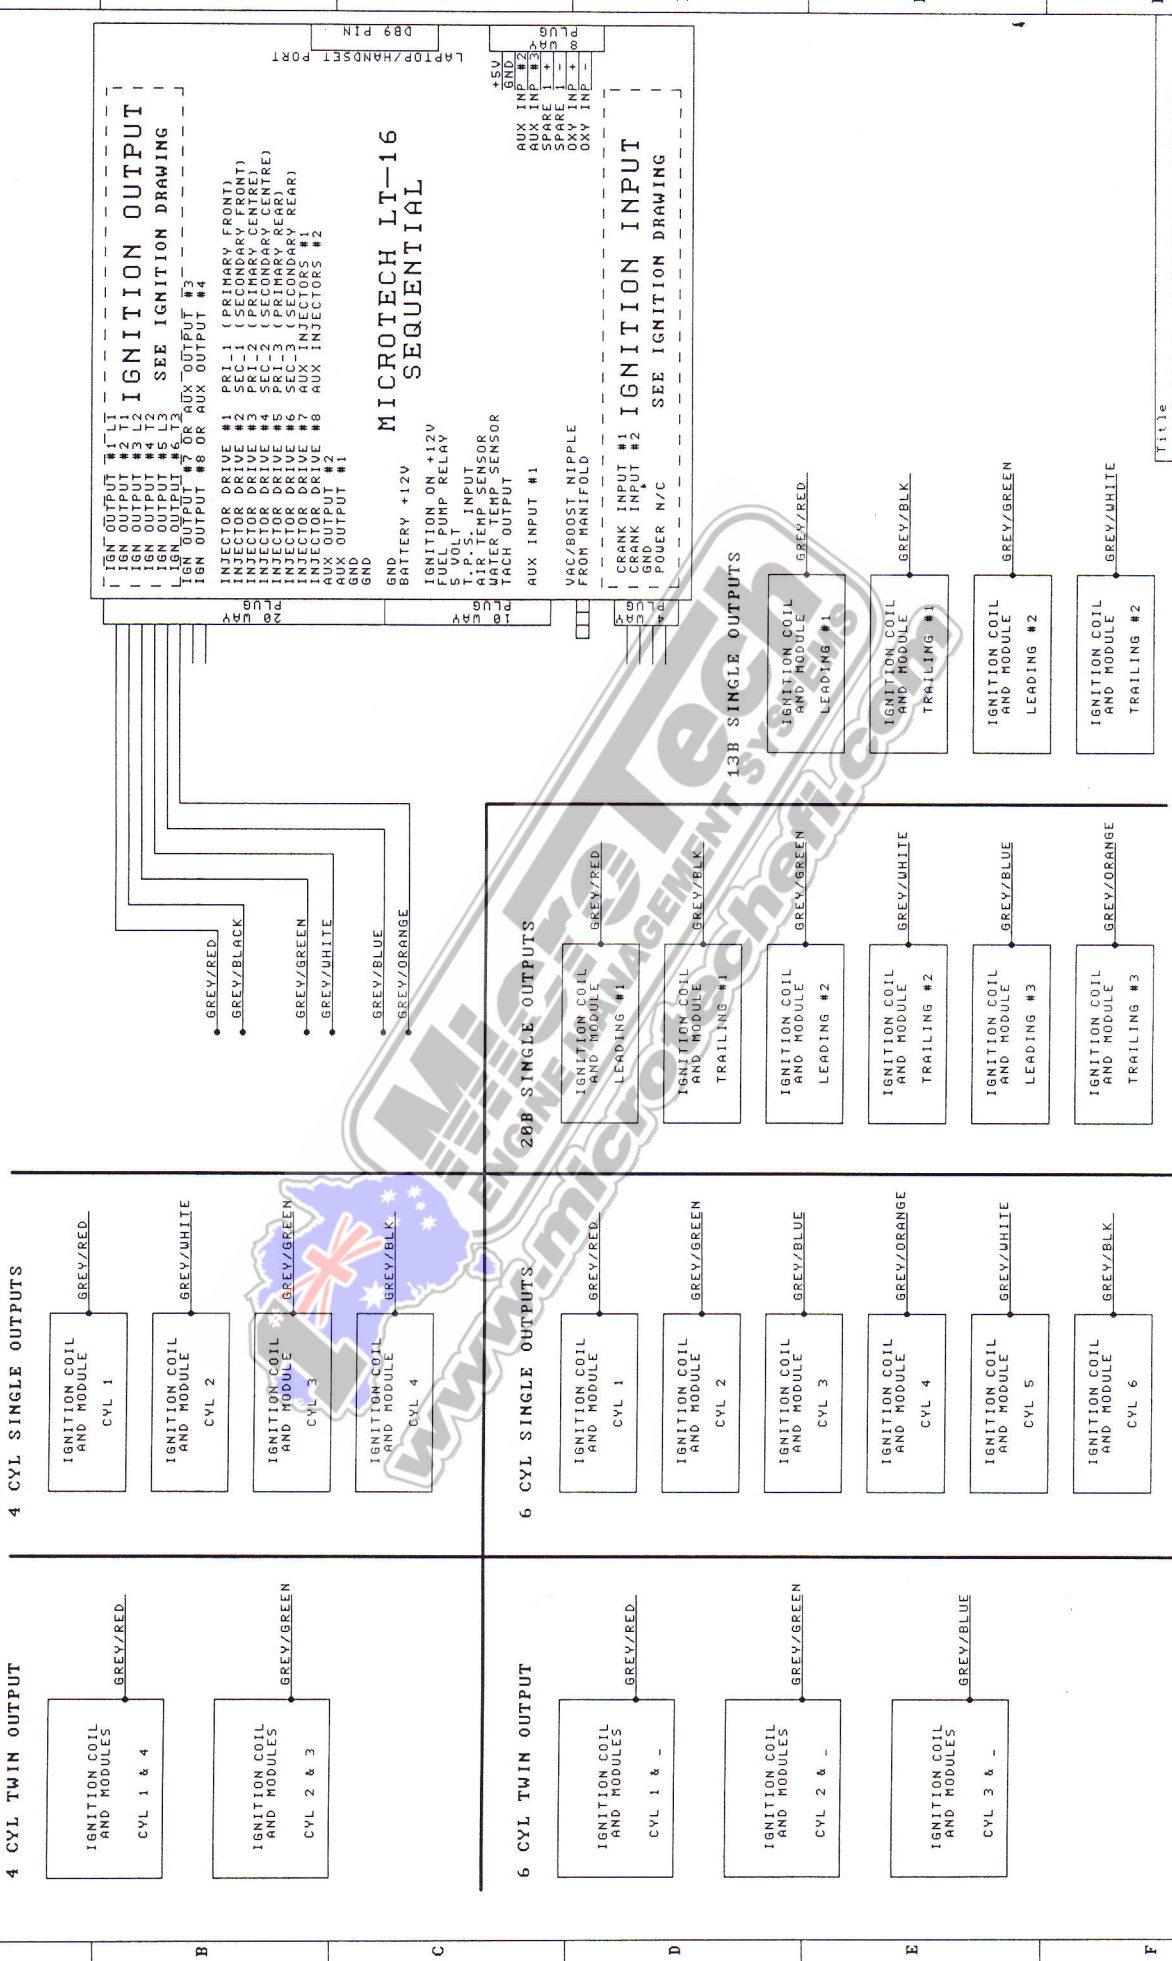 4 CYL TWIN OUTPUT
IGNITION COIL
AND MODULES
CYL 1 & 4
GREY/RED
IGNITION COIL
AND MODULES
CYL 2 & 3
GREY/GREEN
6 CYL TWIN OUTPUT
IGNITION COIL
AND MODULES
CYL 1 & _
GREY/RED
IGNITION COIL
AND MODULES
CYL 2 & _
GREY/GREEN
IGNITION COIL
AND MODULES
CYL 3 & _
GREY/BLUE
4 CYL SINGLE OUTPUTS
IGNITION COIL
AND MODULE
CYL 1
GREY/RED
IGNITION COIL
AND MODULE
CYL 2
GREY/WHITE
IGNITION COIL
AND MODULE
CYL 3
GREY/GREEN
IGNITION COIL
AND MODULE
CYL 4
GREY/BLK
6 CYL SINGLE OUTPUTS
IGNITION COIL
AND MODULE
CYL 1
GREY/RED
IGNITION COIL
AND MODULE
CYL 2
GREY/GREEN
IGNITION COIL
AND MODULE
CYL 3
GREY/BLUE
IGNITION COIL
AND MODULE
CYL 4
GREY/ORANGE
IGNITION COIL
AND MODULE
CYL 5
GREY/WHITE
IGNITION COIL
AND MODULE
CYL 6
GREY/BLK
GREY/RED
GREY/BLACK
GREY/GREEN
GREY/WHITE
GREY/BLUE
GREY/ORANGE
20B SINGLE OUTPUTS
IGNITION COIL
AND MODULE
LEADING #1
GREY/RED
IGNITION COIL
AND MODULE
TRAILING #1
GREY/BLK
IGNITION COIL
AND MODULE
LEADING #2
GREY/GREEN
IGNITION COIL
AND MODULE
TRAILING #2
GREY/WHITE
IGNITION COIL
AND MODULE
LEADING #3
GREY/BLUE
IGNITION COIL
AND MODULE
TRAILING #3
GREY/ORANGE
13B SINGLE OUTPUTS
IGNITION COIL
AND MODULE
LEADING #1
GREY/RED
IGNITION COIL
AND MODULE
TRAILING #1
GREY/BLK
IGNITION COIL
AND MODULE
LEADING #2
GREY/GREEN
IGNITION COIL
AND MODULE
TRAILING #2
GREY/WHITE
20 WAY
PLUG
10 WAY
PLUG
4 WAY
PLUG
IGN OUTPUT #1 L1
IGN OUTPUT #2 T1
IGN OUTPUT #3 L2
IGN OUTPUT #4 T2
IGN OUTPUT #5 L3
IGN OUTPUT #6 T3
IGN OUTPUT #7 OR AUX OUTPUT #3
IGN OUTPUT #8 OR AUX OUTPUT #4
IGNITION OUTPUT
SEE IGNITION DRAWING
INJECTOR DRIVE #1 PRI-1 (PRIMARY FRONT)
INJECTOR DRIVE #2 SEC-1 (SECONDARY FRONT)
INJECTOR DRIVE #3 PRI-2 (PRIMARY CENTRE)
INJECTOR DRIVE #4 SEC-2 (SECONDARY CENTRE)
INJECTOR DRIVE #5 PRI-3 (PRIMARY REAR)
INJECTOR DRIVE #6 SEC-3 (SECONDARY REAR)
INJECTOR DRIVE #7 AUX INJECTORS #1
INJECTOR DRIVE #8 AUX INJECTORS #2
AUX OUTPUT #2
AUX OUTPUT #1
GND
GND
GND
BATTERY +12V
MICROTECH LT-16
SEQUENTIAL
IGNITION ON +12V
FUEL PUMP RELAY
5 VOLT
T.P.S. INPUT
AIR TEMP SENSOR
WATER TEMP SENSOR
TACH OUTPUT
AUX INPUT #1
VAC/BOOST NIPPLE
FROM MANIFOLD
CRANK INPUT #1
CRANK INPUT #2
GND
POWER N/C
IGNITION INPUT
SEE IGNITION DRAWING
DB9 PIN
LAPTOP/HANDSET PORT
8 WAY
PLUG
+5V
GND
AUX INP #2
AUX INP #3
SPARE 1 +
SPARE 1 -
OXY INP +
OXY INP -
Title
B
C
D
E
F
#1
MicroTech
ENGINE MANAGEMENT SYSTEMS
www.microtechefi.com